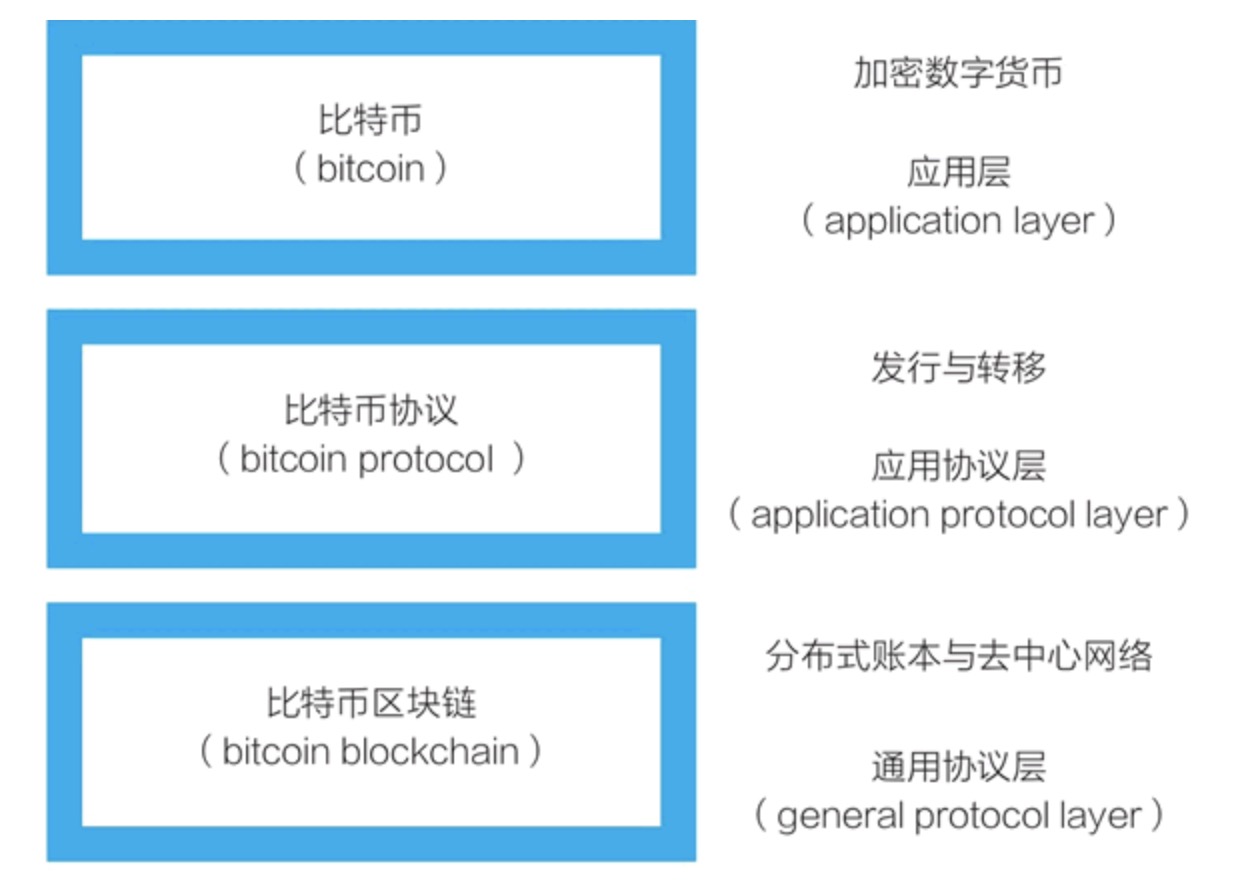 比特币
（bitcoin）
加密数字货币
应用层
（application layer）
比特币协议
（bitcoin protocol ）
发行与转移
应用协议层
（application protocol layer）
比特币区块链
（bitcoin blockchain）
分布式账本与去中心网络
通用协议层
（general protocol layer）